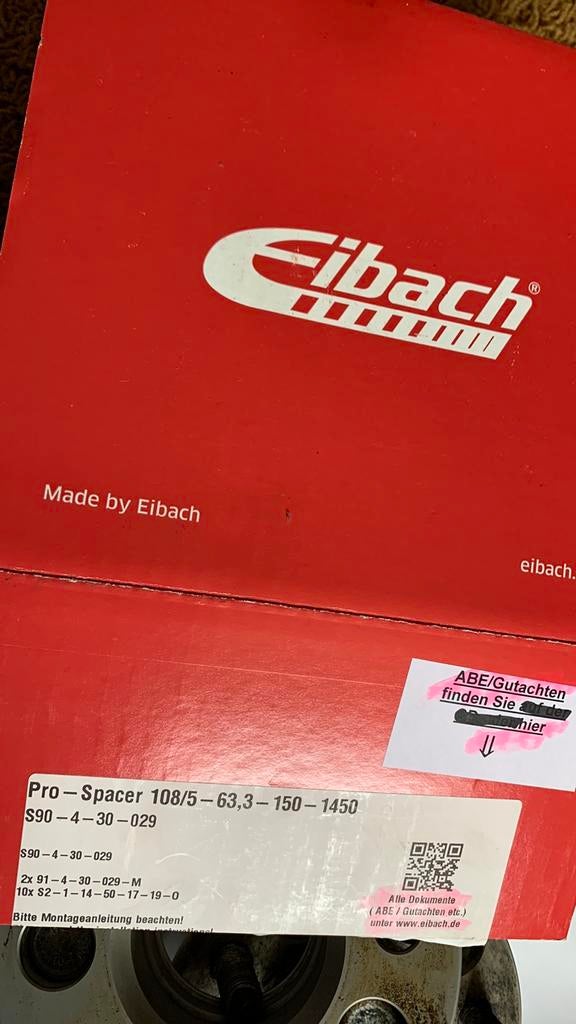 Eibach®
Made by Eibach
eibach.
ABE/Gutachten
finden Sie auf der
hier
⇓
Pro – Spacer 108/5 – 63,3 – 150 – 1450
S90 – 4 – 30 – 029
S90 – 4 – 30 – 029
2x 91 – 4 – 30 – 029 – M
10x S2 – 1 – 14 – 50 – 17 – 19 – O
Alle Dokumente
( ABE / Gutachten etc.)
unter www.eibach.de
Bitte Montageanleitung beachten!